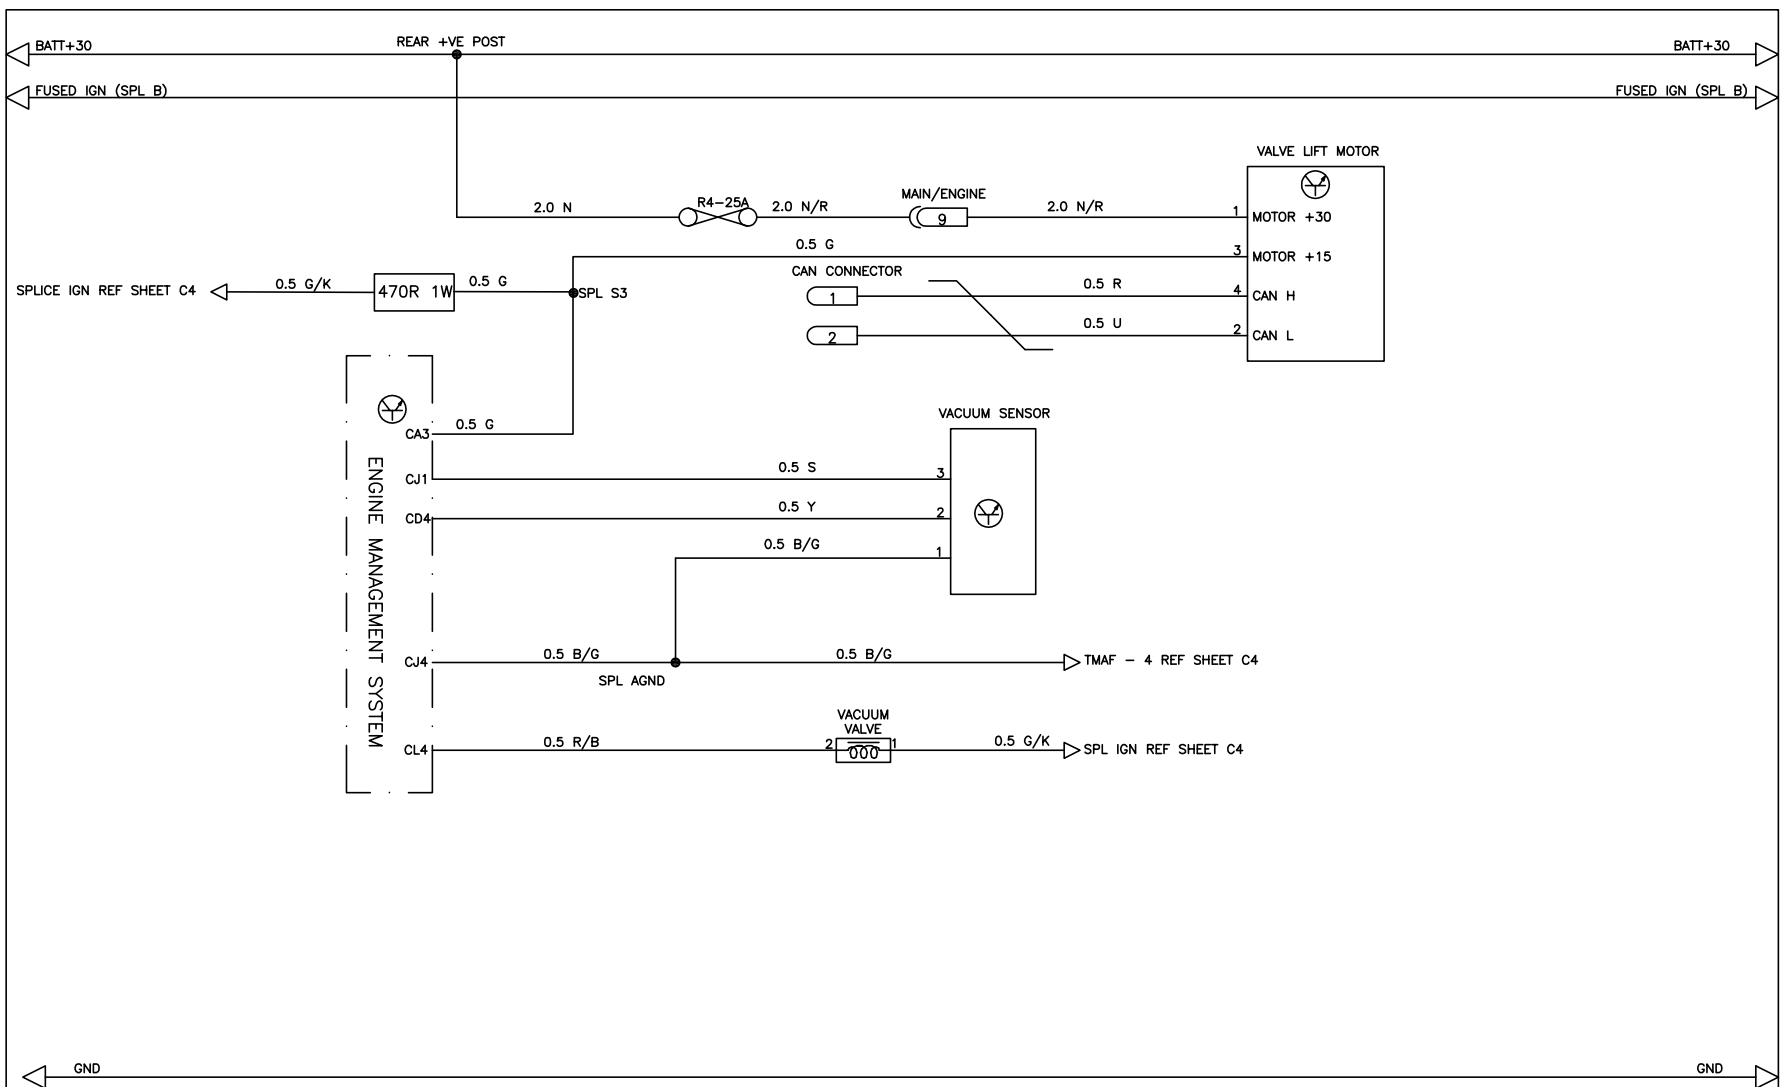 BATT+30
REAR +VE POST
BATT+30
FUSED IGN (SPL B)
FUSED IGN (SPL B)
VALVE LIFT MOTOR
2.0 N
R4-25A
2.0 N/R
MAIN/ENGINE
9
2.0 N/R
1
MOTOR +30
0.5 G
3
MOTOR +15
SPLICE IGN REF SHEET C4
0.5 G/K
470R 1W
0.5 G
SPL S3
CAN CONNECTOR
1
0.5 R
4
CAN H
2
0.5 U
2
CAN L
ENGINE MANAGEMENT SYSTEM
CA3
0.5 G
VACUUM SENSOR
CJ1
0.5 S
3
CD4
0.5 Y
2
0.5 B/G
1
CJ4
0.5 B/G
SPL AGND
0.5 B/G
TMAF - 4 REF SHEET C4
VACUUM
VALVE
CL4
0.5 R/B
2
1
0.5 G/K
SPL IGN REF SHEET C4
GND
GND